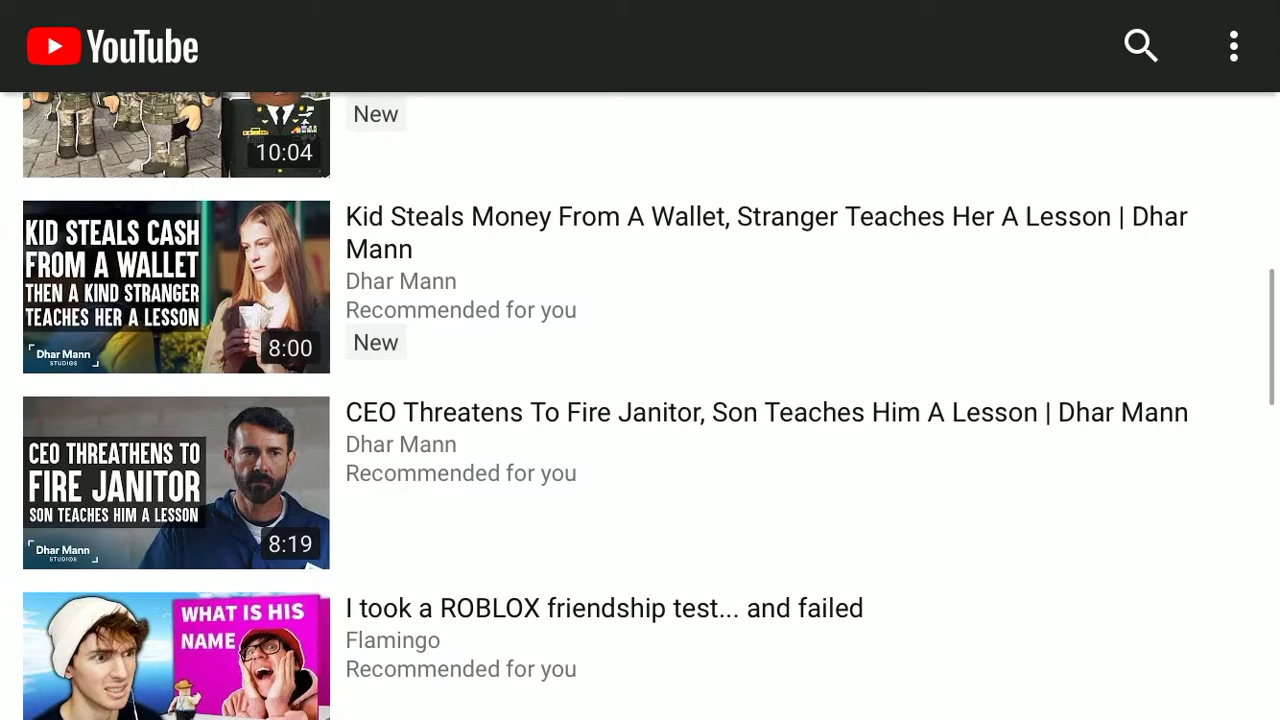 YouTube
New
10:04
KID STEALS CASH
FROM A WALLET
THEN A KIND STRANGER
TEACHES HER A LESSON
Dhar Mann
STUDIOS
8:00
Kid Steals Money From A Wallet, Stranger Teaches Her A Lesson | Dhar
Mann
Dhar Mann
Recommended for you
New
CEO THREATHENS TO
FIRE JANITOR
SON TEACHES HIM A LESSON
Dhar Mann
STUDIOS
8:19
CEO Threatens To Fire Janitor, Son Teaches Him A Lesson | Dhar Mann
Dhar Mann
Recommended for you
WHAT IS HIS
NAME
I took a ROBLOX friendship test... and failed
Flamingo
Recommended for you